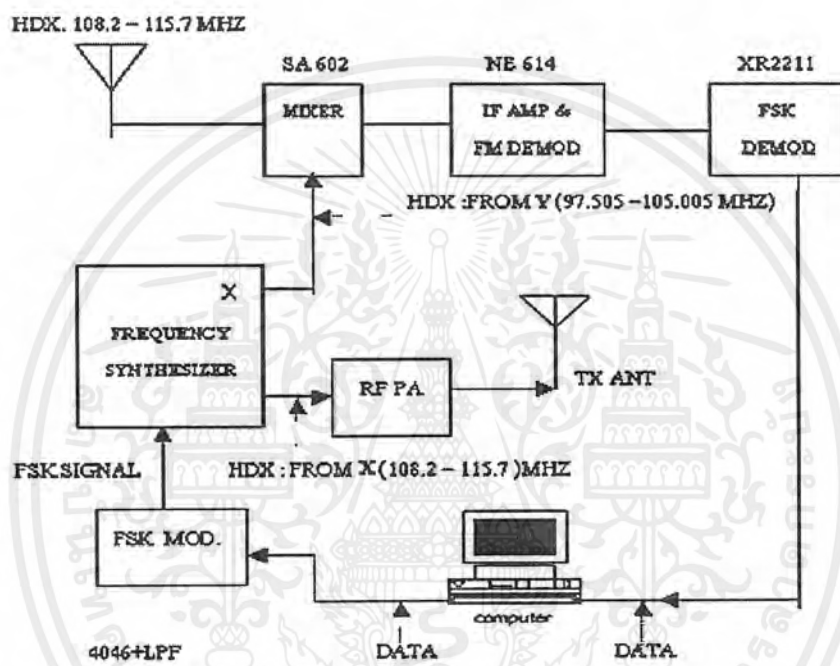 HDX. 108.2 – 115.7 MHZ
SA 602
NE 614
XR2211
MIXER
IF AMP &
FM DEMOD
FSK
DEMOD
HDX :FROM Y (97.505 – 105.005 MHZ)
X
FREQUENCY
SYNTHESIZER
RF PA
TX ANT
FSK SIGNAL
HDX : FROM X (108.2 – 115.7 ) MHZ
FSK MOD.
computer
4046+LPF
DATA
DATA